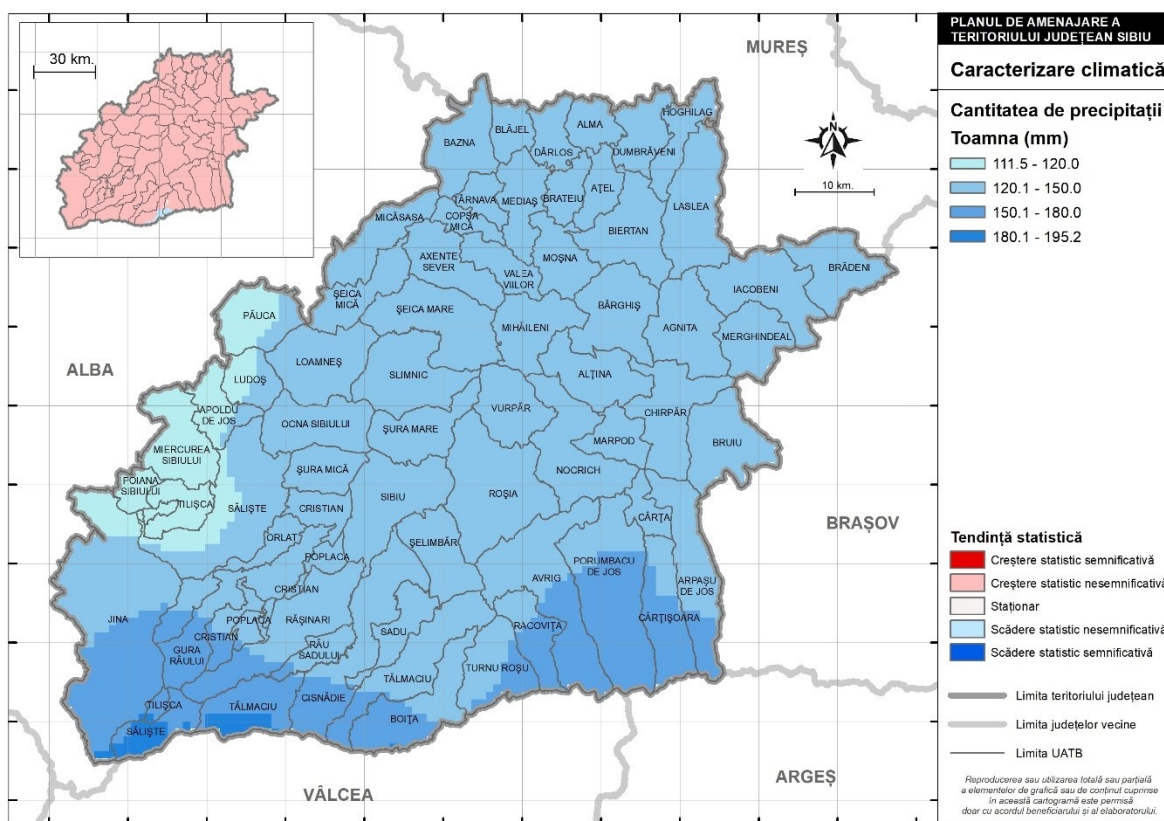 30 km.
MUREȘ
ALBA
BRAȘOV
VÂLCEA
ARGEȘ
N
10 km.
HOGHILAG
ALMA
BLĂJEL
BAZNA
DÂRLOS
DUMBRĂVENI
AȚEL
TÂRNAVA
MEDIAȘ
BRATEIU
LASLEA
MICĂSASA
COPȘA
MICĂ
BIERTAN
AXENTE
SEVER
MOȘNA
VALEA
VIILOR
BRĂDENI
IACOBENI
ȘEICA
MICĂ
ȘEICA MARE
BÂRGHIȘ
PĂUCA
MIHĂILENI
AGNITA
MERGHINDEAL
LOAMNEȘ
SLIMNIC
ALȚINA
LUDOȘ
APOLDU
DE JOS
VURPĂR
CHIRPĂR
OCNA SIBIULUI
ȘURA MARE
MARPOD
BRUIU
MIERCUREA
SIBIULUI
NOCRICH
ȘURA MICĂ
POIANA
SIBIULUI
SIBIU
ROȘIA
TILIȘCA
SĂLIȘTE
CRISTIAN
CÂRȚA
ORLAT
ȘELIMBĂR
POPLACA
PORUMBACU
DE JOS
AVRIG
ARPAȘU
DE JOS
CRISTIAN
JINA
POPLACA
RĂȘINARI
RACOVIȚA
CÂRȚIȘOARA
CRISTIAN
SADU
GURA
RÂULUI
RÂU
SADULUI
TURNU ROȘU
TĂLMACIU
CISNĂDIE
TILIȘCA
TĂLMACIU
BOIȚA
SĂLIȘTE
PLANUL DE AMENAJARE A
TERITORIULUI JUDEȚEAN SIBIU
Caracterizare climatică
Cantitatea de precipitații
Toamna (mm)
111.5 - 120.0
120.1 - 150.0
150.1 - 180.0
180.1 - 195.2
Tendință statistică
Creștere statistic semnificativă
Creștere statistic nesemnificativă
Staționar
Scădere statistic nesemnificativă
Scădere statistic semnificativă
Limita teritoriului județean
Limita județelor vecine
Limita UATB
Reproducerea sau utilizarea totală sau parțială
a elementelor de grafică sau de conținut cuprinse
în această cartogramă este permisă
doar cu acordul beneficiarului și al elaboratorului.